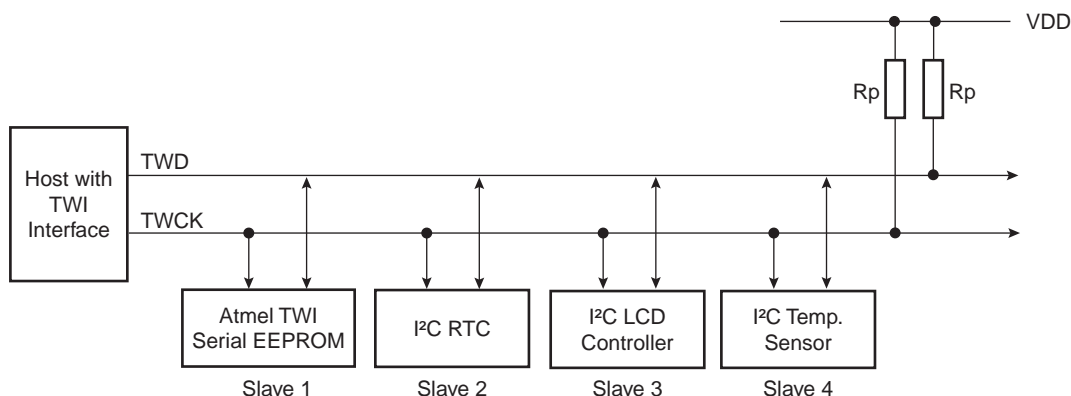 VDD
Rp
Rp
Host with
TWI
Interface
TWD
TWCK
Atmel TWI
Serial EEPROM
Slave 1
I²C RTC
Slave 2
I²C LCD
Controller
Slave 3
I²C Temp.
Sensor
Slave 4